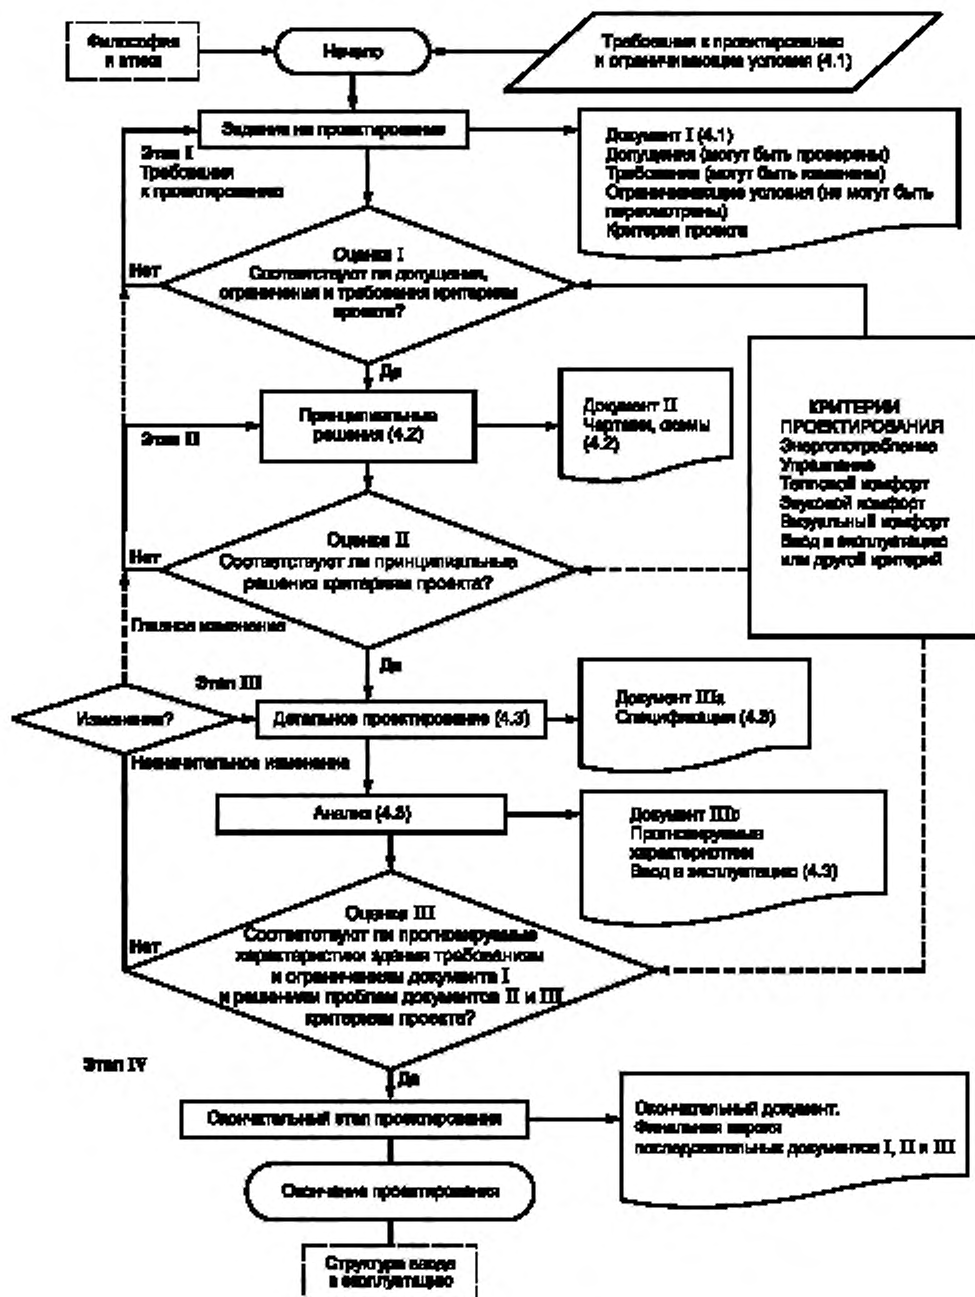 Философия
и этика
Начало
Требования к проектированию
и ограничивающие условия (4.1)
Задание на проектирование
Этап I
Требования
к проектированию
Документ I (4.1)
Допущения (могут быть проверены)
Требования (могут быть изменены)
Ограничивающие условия (не могут быть
пересмотрены)
Критерии проекта
Оценка I
Соответствуют ли допущения,
ограничения и требования критериям
проекта?
Нет
Да
Принципиальные
решения (4.2)
Этап II
Документ II
Чертежи, схемы
(4.2)
КРИТЕРИИ
ПРОЕКТИРОВАНИЯ
Энергопотребление
Управление
Тепловой комфорт
Звуковой комфорт
Визуальный комфорт
Ввод в эксплуатацию
или другой критерий
Оценка II
Соответствуют ли принципиальные
решения критериям проекта?
Нет
Главное изменение
Да
Этап III
Изменения?
Детальное проектирование (4.3)
Документ IIIa
Спецификация (4.3)
Незначительное изменение
Анализ (4.3)
Документ IIIb
Прогнозируемые
характеристики
Ввод в эксплуатацию (4.3)
Оценка III
Соответствуют ли прогнозируемые
характеристики здания требованиям
и ограничениям документа I
и решениям проблем документов II и III
критериям проекта?
Нет
Этап IV
Да
Окончательный этап проектирования
Окончательный документ.
Финальная версия
последовательных документов I, II и III
Окончание проектирования
Структура ввода
в эксплуатацию